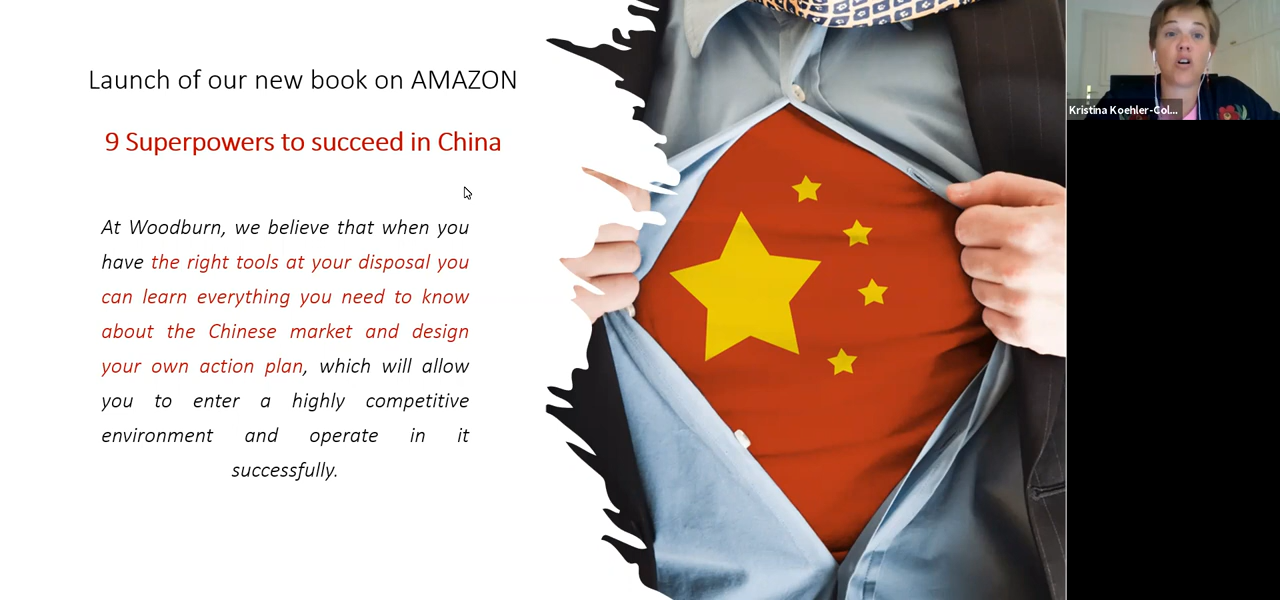 Launch of our new book on AMAZON
9 Superpowers to succeed in China
At Woodburn, we believe that when you
have the right tools at your disposal you
can learn everything you need to know
about the Chinese market and design
your own action plan, which will allow
you to enter a highly competitive
environment and operate in it
successfully.
Kristina Koehler-Col...